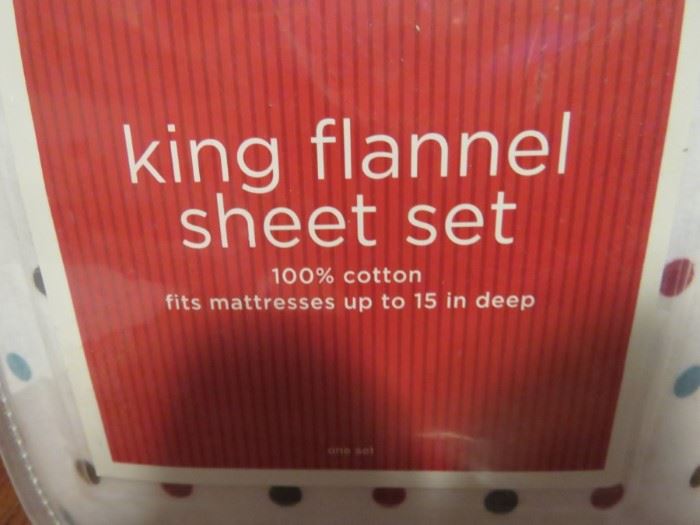 king flannel
sheet set
100% cotton
fits mattresses up to 15 in deep
one set